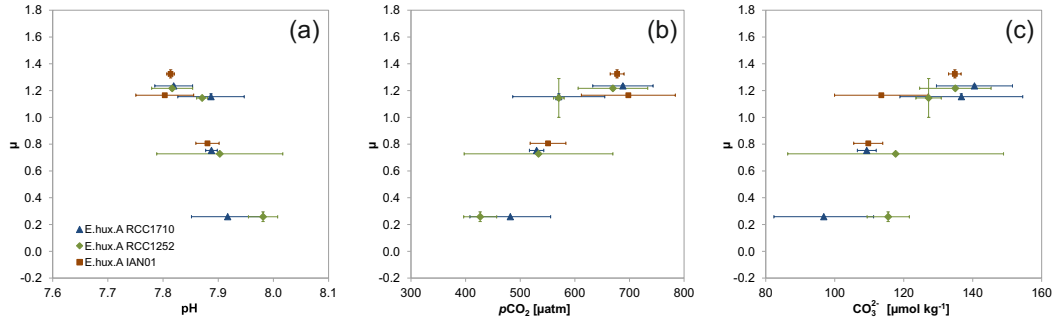 (a)
1.8
1.6
1.4
1.2
1.0
0.8
0.6
0.4
0.2
0.0
-0.2
µ
E.hux.A RCC1710
E.hux.A RCC1252
E.hux.A IAN01
7.6 7.7 7.8 7.9 8.0 8.1
pH
(b)
1.8
1.6
1.4
1.2
1.0
0.8
0.6
0.4
0.2
0.0
-0.2
µ
300 400 500 600 700 800
pCO₂ [µatm]
(c)
1.8
1.6
1.4
1.2
1.0
0.8
0.6
0.4
0.2
0.0
-0.2
µ
80 100 120 140 160
CO₃²⁻ [µmol kg⁻¹]